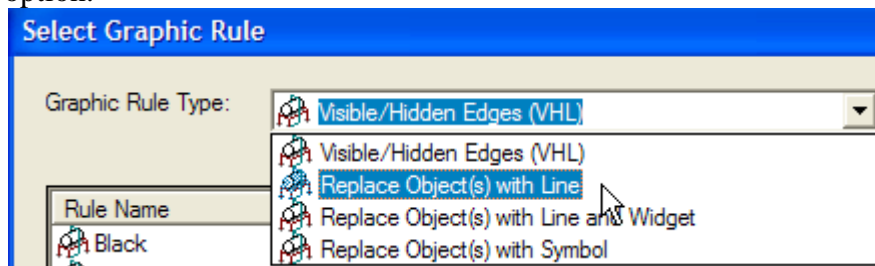 option.
Select Graphic Rule
Graphic Rule Type:
Visible/Hidden Edges (VHL)
Visible/Hidden Edges (VHL)
Replace Object(s) with Line
Rule Name
Replace Object(s) with Line and Widget
Black
Replace Object(s) with Symbol